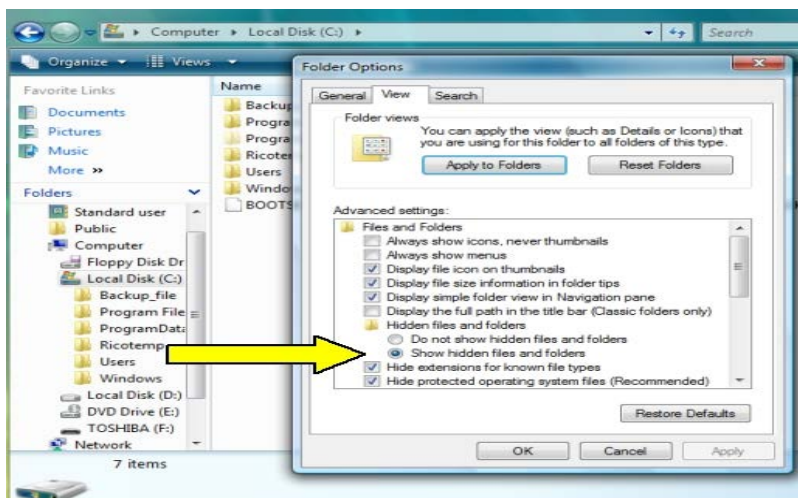 Computer ▸ Local Disk (C:) ▸
Search
Organize
Views
Favorite Links
Documents
Pictures
Music
More »
Folders
Standard user
Public
Computer
Floppy Disk Dr
Local Disk (C:)
Backup_file
Program File
ProgramData
Ricotemp
Users
Windows
Local Disk (D:)
DVD Drive (E:)
TOSHIBA (F:)
Network
7 items
Name
Backup
Progra
Progra
Ricoter
Users
Window
BOOTS
Folder Options
General View Search
Folder views
You can apply the view (such as Details or Icons) that
you are using for this folder to all folders of this type.
Apply to Folders Reset Folders
Advanced settings:
Files and Folders
Always show icons, never thumbnails
Always show menus
Display file icon on thumbnails
Display file size information in folder tips
Display simple folder view in Navigation pane
Display the full path in the title bar (Classic folders only)
Hidden files and folders
Do not show hidden files and folders
Show hidden files and folders
Hide extensions for known file types
Hide protected operating system files (Recommended)
Restore Defaults
OK Cancel Apply